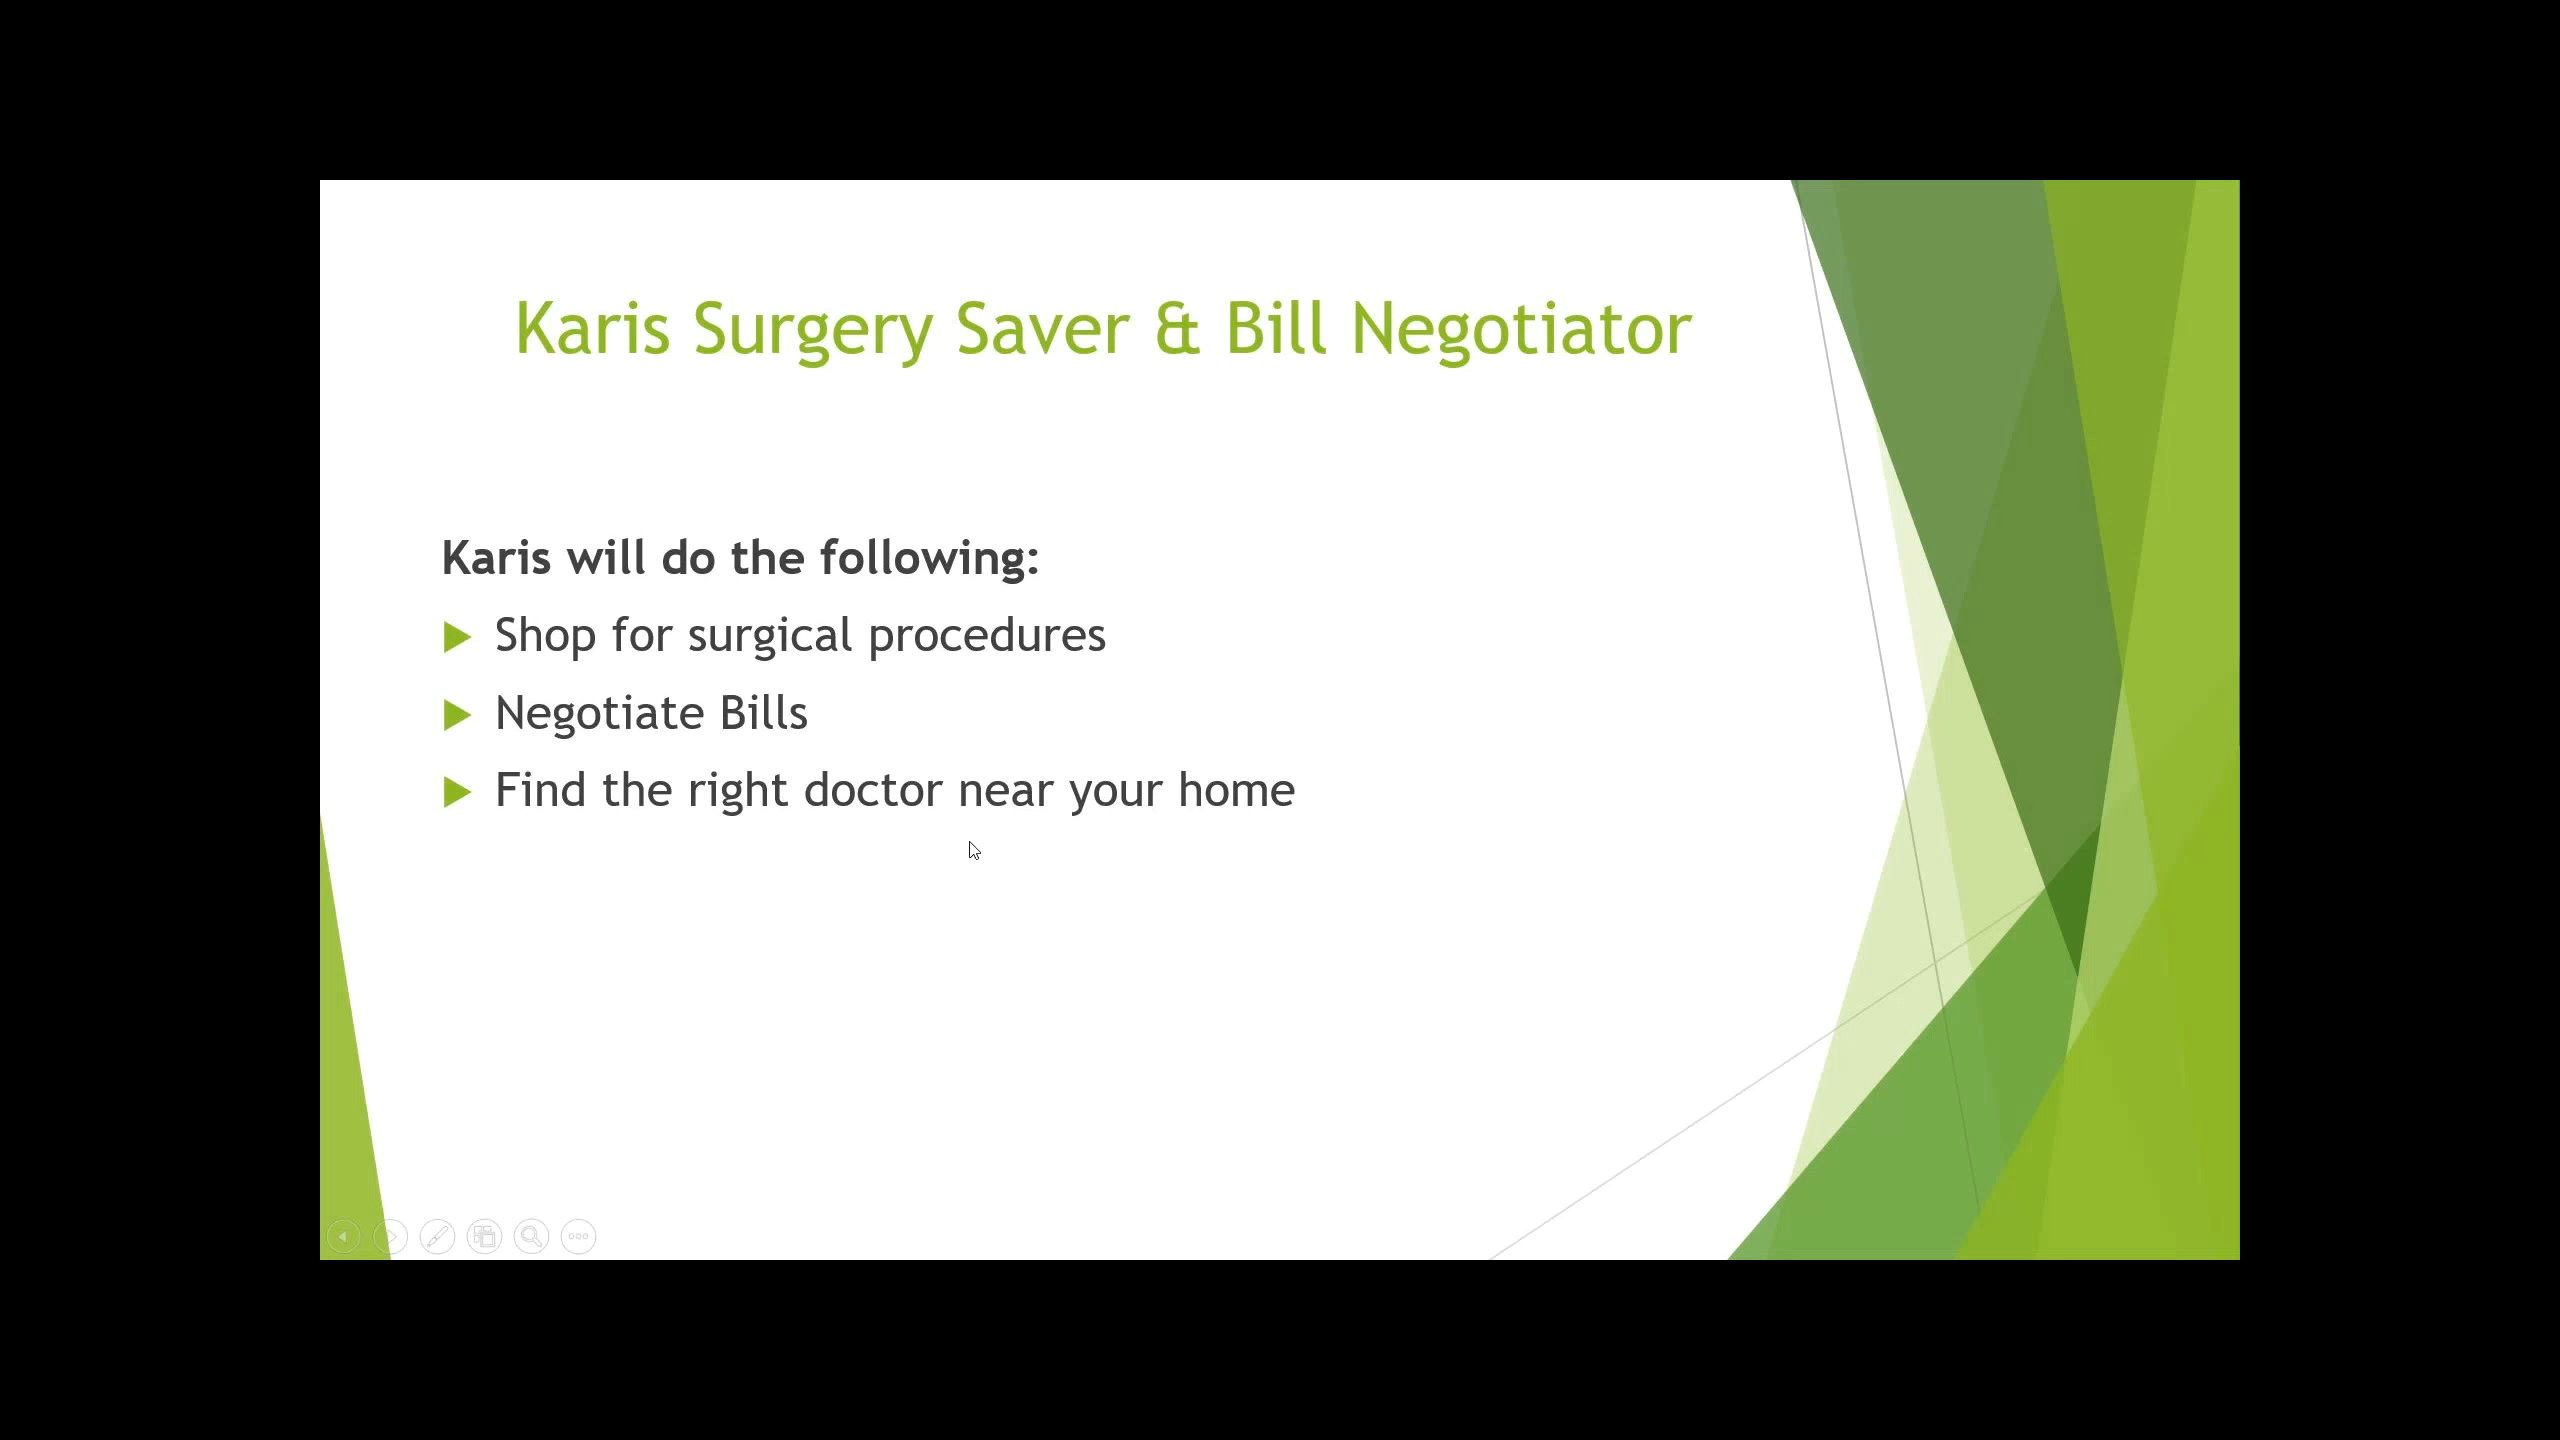 Karis Surgery Saver & Bill Negotiator
Karis will do the following:
Shop for surgical procedures
Negotiate Bills
Find the right doctor near your home